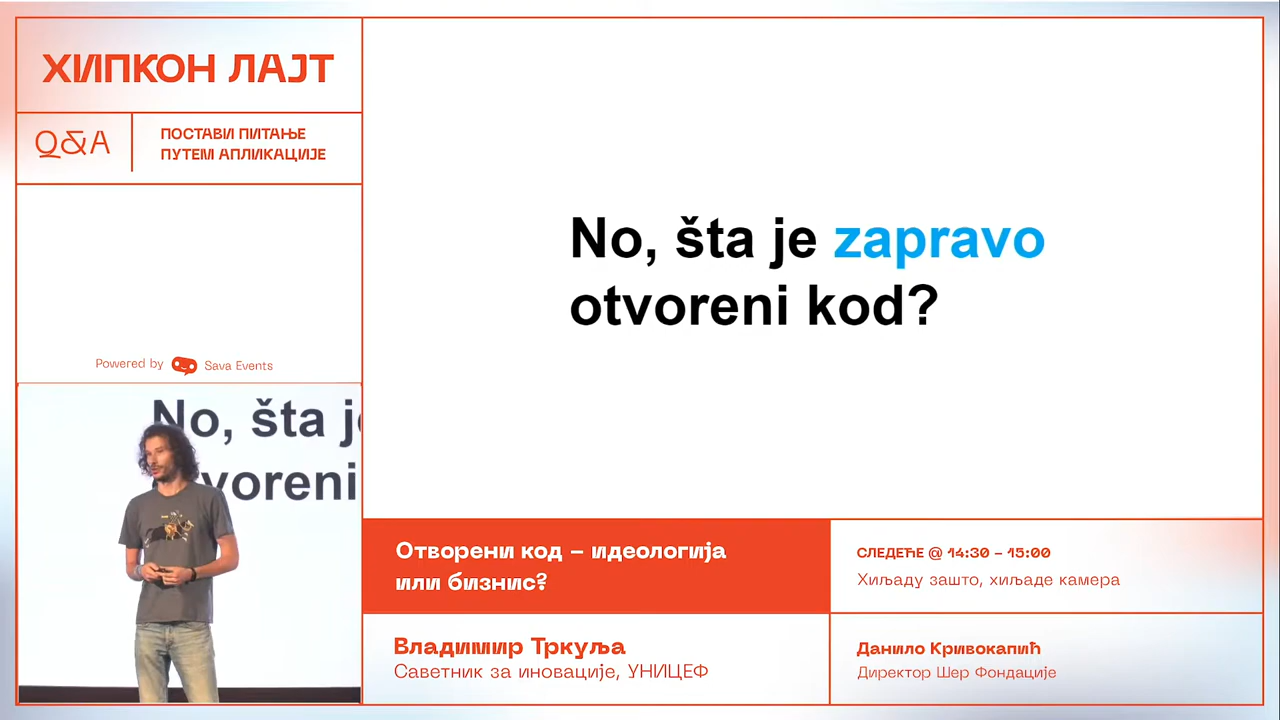 ХИПКОН ЛАЈТ
Q&A
ПОСТАВИ ПИТАЊЕ
ПУТЕМ АПЛИКАЦИЈЕ
Powered by Sava Events
No, šta je zapravo
otvoreni kod?
No, šta je
otvoreni
Отворени код – идеологија
или бизнис?
Владимир Тркуља
Саветник за иновације, УНИЦЕФ
СЛЕДЕЋЕ @ 14:30 – 15:00
Хиљаду зашто, хиљаде камера
Данило Кривокапић
Директор Шер Фондације